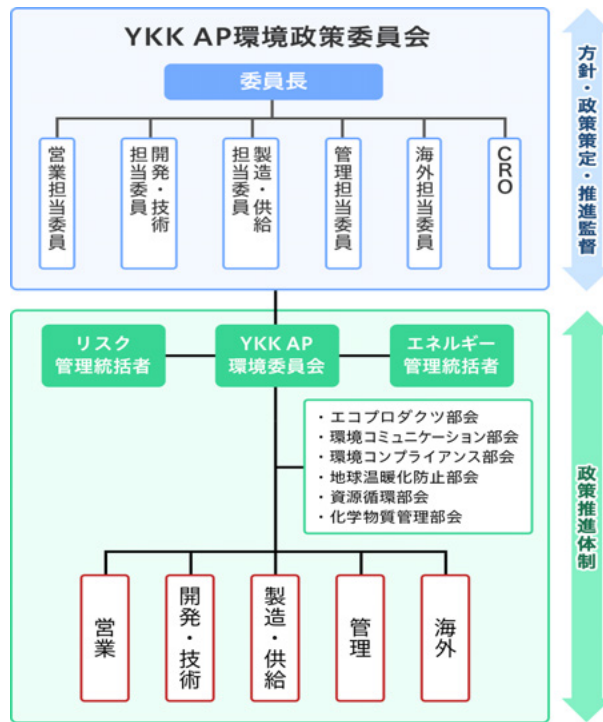 YKK AP環境政策委員会
委員長
営業担当委員
開発・技術
担当委員
製造・供給
担当委員
管理担当委員
海外担当委員
CRO
方針・政策策定・推進監督
リスク
管理統括者
YKK AP
環境委員会
エネルギー
管理統括者
・エコプロダクツ部会
・環境コミュニケーション部会
・環境コンプライアンス部会
・地球温暖化防止部会
・資源循環部会
・化学物質管理部会
営業
開発・技術
製造・供給
管理
海外
政策推進体制